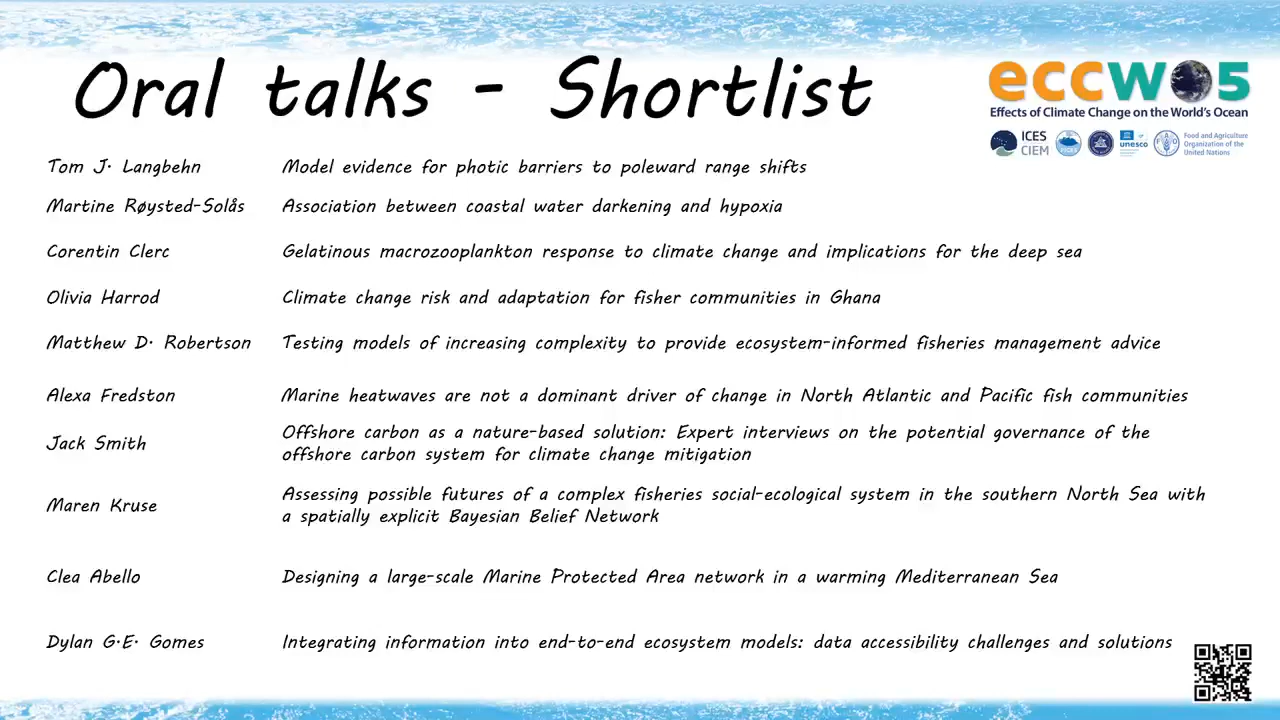 Oral talks - Shortlist
eccwo5
Effects of Climate Change on the World's Ocean
ICES
CIEM
PICES
unesco
FAO
Food and Agriculture
Organization of the
United Nations
Tom J. Langbehn Model evidence for photic barriers to poleward range shifts
Martine Røysted-Solås Association between coastal water darkening and hypoxia
Corentin Clerc Gelatinous macrozooplankton response to climate change and implications for the deep sea
Olivia Harrod Climate change risk and adaptation for fisher communities in Ghana
Matthew D. Robertson Testing models of increasing complexity to provide ecosystem-informed fisheries management advice
Alexa Fredston Marine heatwaves are not a dominant driver of change in North Atlantic and Pacific fish communities
Jack Smith Offshore carbon as a nature-based solution: Expert interviews on the potential governance of the
offshore carbon system for climate change mitigation
Maren Kruse Assessing possible futures of a complex fisheries social-ecological system in the southern North Sea with
a spatially explicit Bayesian Belief Network
Clea Abello Designing a large-scale Marine Protected Area network in a warming Mediterranean Sea
Dylan G.E. Gomes Integrating information into end-to-end ecosystem models: data accessibility challenges and solutions